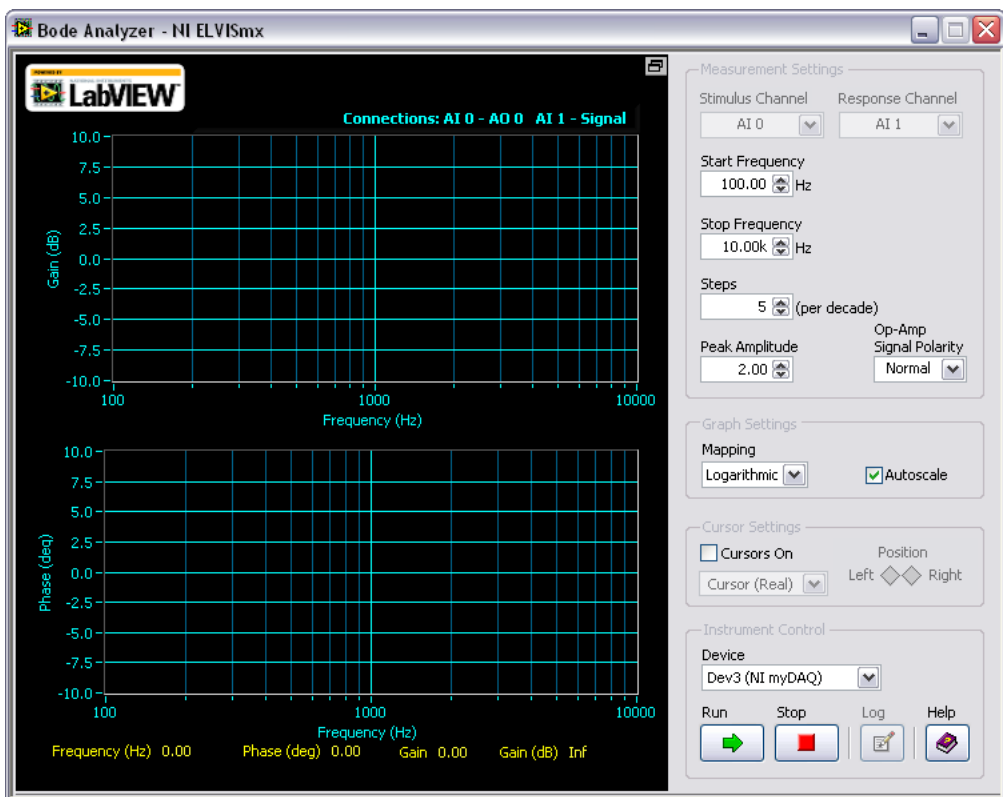 Bode Analyzer - NI ELVISmx
POWERED BY
NATIONAL INSTRUMENTS
LabVIEW
Connections: AI 0 - AO 0 AI 1 - Signal
10.0
7.5
5.0
2.5
0.0
-2.5
-5.0
-7.5
-10.0
Gain (dB)
100 1000 10000
Frequency (Hz)
10.0
7.5
5.0
2.5
0.0
-2.5
-5.0
-7.5
-10.0
Phase (deg)
100 1000 10000
Frequency (Hz)
Frequency (Hz) 0.00 Phase (deg) 0.00 Gain 0.00 Gain (dB) Inf
Measurement Settings
Stimulus Channel Response Channel
AI 0 AI 1
Start Frequency
100.00 Hz
Stop Frequency
10.00k Hz
Steps
5 (per decade)
Peak Amplitude
2.00
Op-Amp
Signal Polarity
Normal
Graph Settings
Mapping
Logarithmic Autoscale
Cursor Settings
Cursors On Position
Cursor (Real) Left Right
Instrument Control
Device
Dev3 (NI myDAQ)
Run Stop Log Help